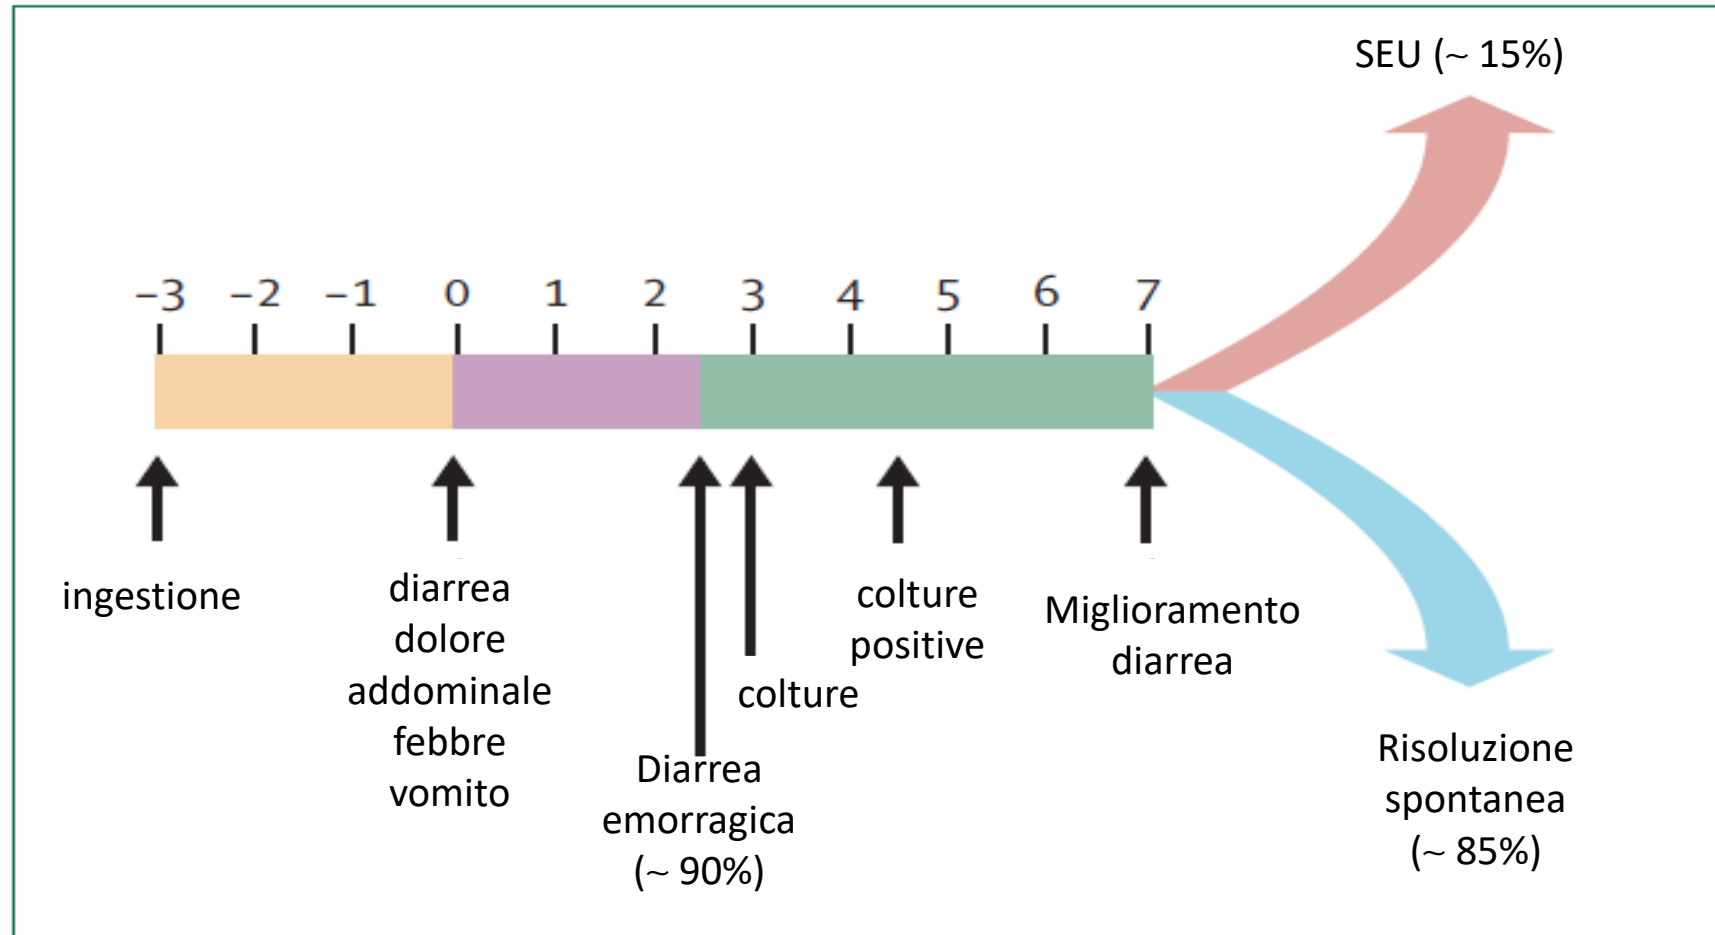 SEU (~ 15%)
−3 −2 −1 0 1 2 3 4 5 6 7
ingestione
diarrea
dolore
addominale
febbre
vomito
Diarrea
emorragica
(~ 90%)
colture
colture
positive
Miglioramento
diarrea
Risoluzione
spontanea
(~ 85%)